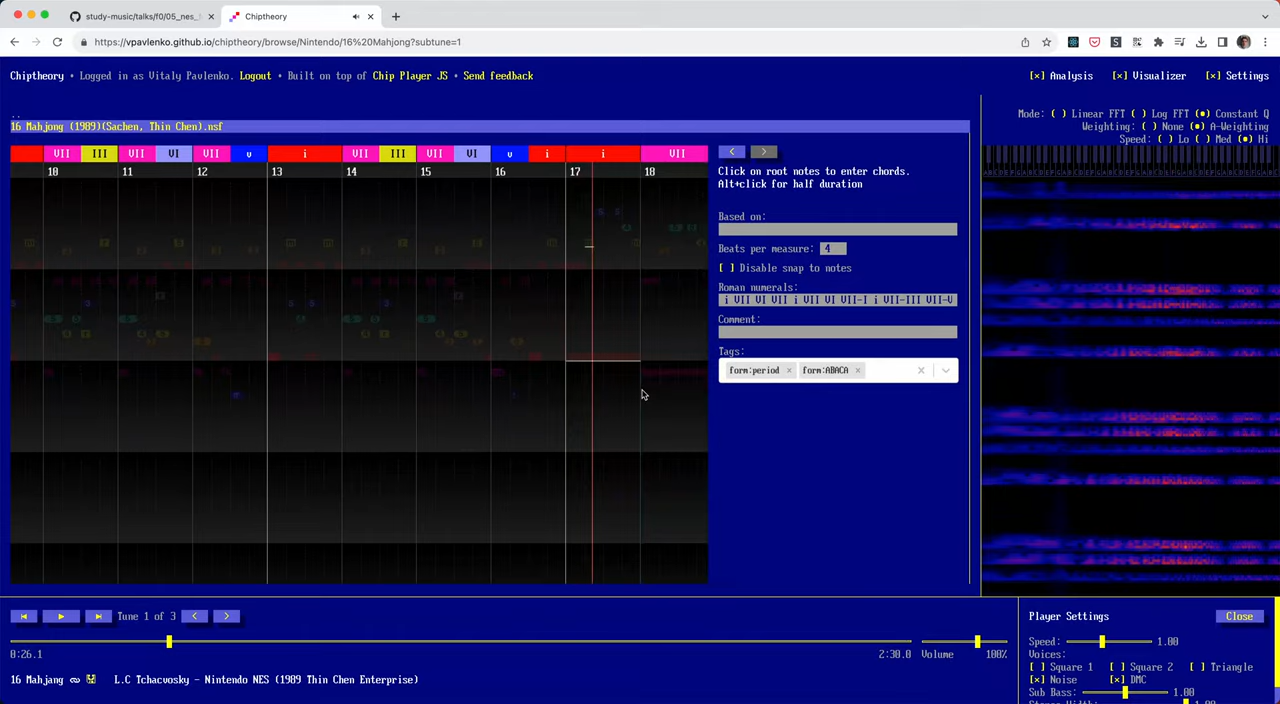 study-music/talks/f0/05_nes_
Chiptheory
https://vpavlenko.github.io/chiptheory/browse/Nintendo/16%20Mahjong?subtune=1
Chiptheory • Logged in as Vitaly Pavlenko. Logout • Built on top of Chip Player JS • Send feedback
[×] Analysis [×] Visualizer [×] Settings
..
16 Mahjong (1989)(Sachen, Thin Chen).nsf
Mode: ( ) Linear FFT ( ) Log FFT (•) Constant Q
Weighting: ( ) None (•) A-Weighting
Speed: ( ) Lo ( ) Med (•) Hi
VII III VII VI VII v i VII III VII VI v i i VII
10 11 12 13 14 15 16 17 18
< >
Click on root notes to enter chords.
Alt+click for half duration
Based on:
Beats per measure: 4
[ ] Disable snap to notes
Roman numerals:
i VII VI VII i VII VI VII-I i VII-III VII-V
Comment:
Tags:
form:period × form:ABACA ×
Tune 1 of 3 < >
0:26.1 2:30.0 Volume 100%
16 Mahjang L.C Tchacvosky - Nintendo NES (1989 Thin Chen Enterprise)
Player Settings Close
Speed: 1.00
Voices:
[ ] Square 1 [ ] Square 2 [ ] Triangle
[×] Noise [×] DMC
Sub Bass: 1.00